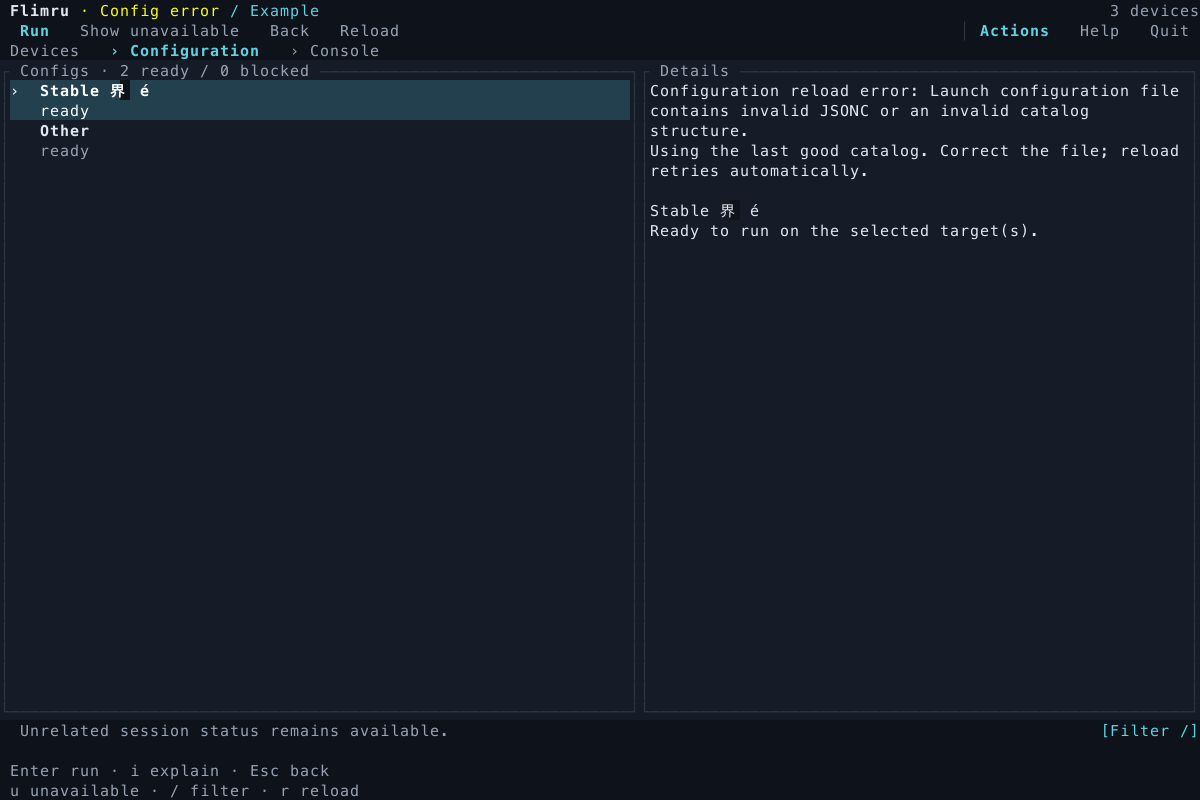 Flimru · Config error / Example 3 devices
Run Show unavailable Back Reload │ Actions Help Quit
Devices › Configuration › Console
Configs · 2 ready / 0 blocked
› Stable 界 é
ready
Other
ready
Details
Configuration reload error: Launch configuration file
contains invalid JSONC or an invalid catalog
structure.
Using the last good catalog. Correct the file; reload
retries automatically.
Stable 界 é
Ready to run on the selected target(s).
Unrelated session status remains available. [Filter /]
Enter run · i explain · Esc back
u unavailable · / filter · r reload